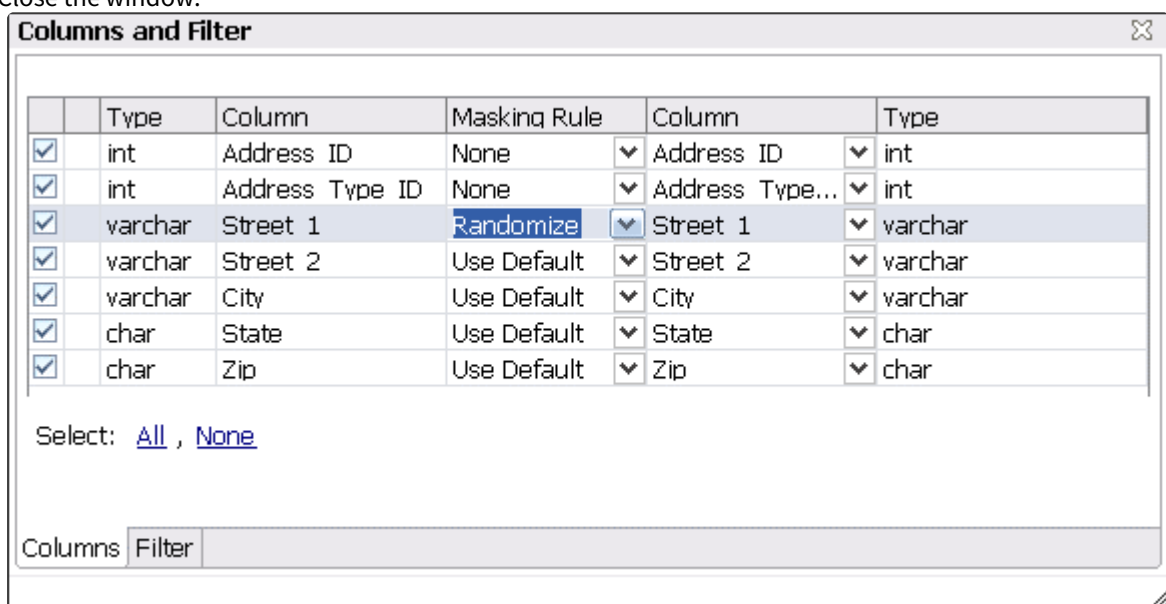 Close the window.
Columns and Filter
Type Column Masking Rule Column Type
int Address ID None Address ID int
int Address Type ID None Address Type... int
varchar Street 1 Randomize Street 1 varchar
varchar Street 2 Use Default Street 2 varchar
varchar City Use Default City varchar
char State Use Default State char
char Zip Use Default Zip char
Select: All , None
Columns Filter